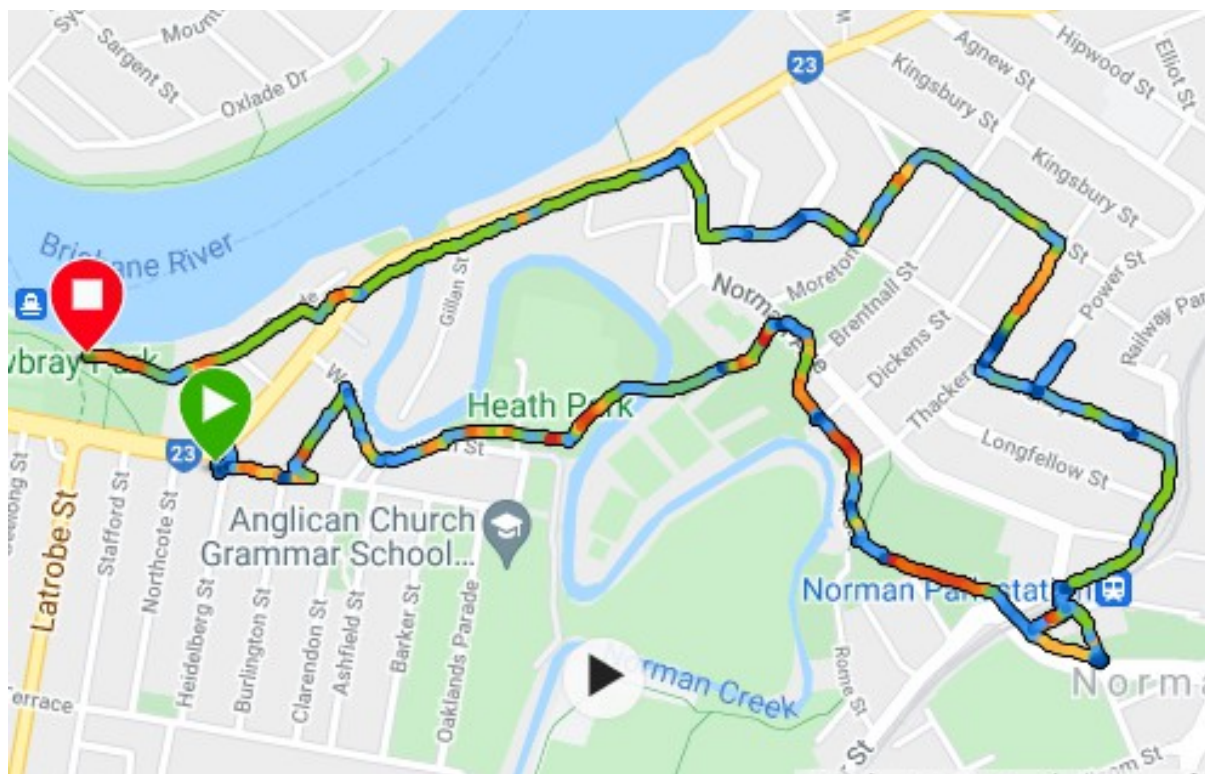 Mount
Sargent St
Oxlade Dr
23
Agnew St
Hipwood St
Elliot St
Kingsbury St
Kingsbury St
Brisbane River
Gillan St
Moreton
Brentnall St
Power St
Railway Par
Norman Ave
Dickens St
Thacker
wbray Park
Heath Park
Longfellow St
23
Anglican Church
Grammar School...
Latrobe St
Stafford St
Northcote St
Heidelberg St
Burlington St
Clarendon St
Ashfield St
Barker St
Oaklands Parade
Norman Park station
Rome St
Norman Creek
Norma
Terrace